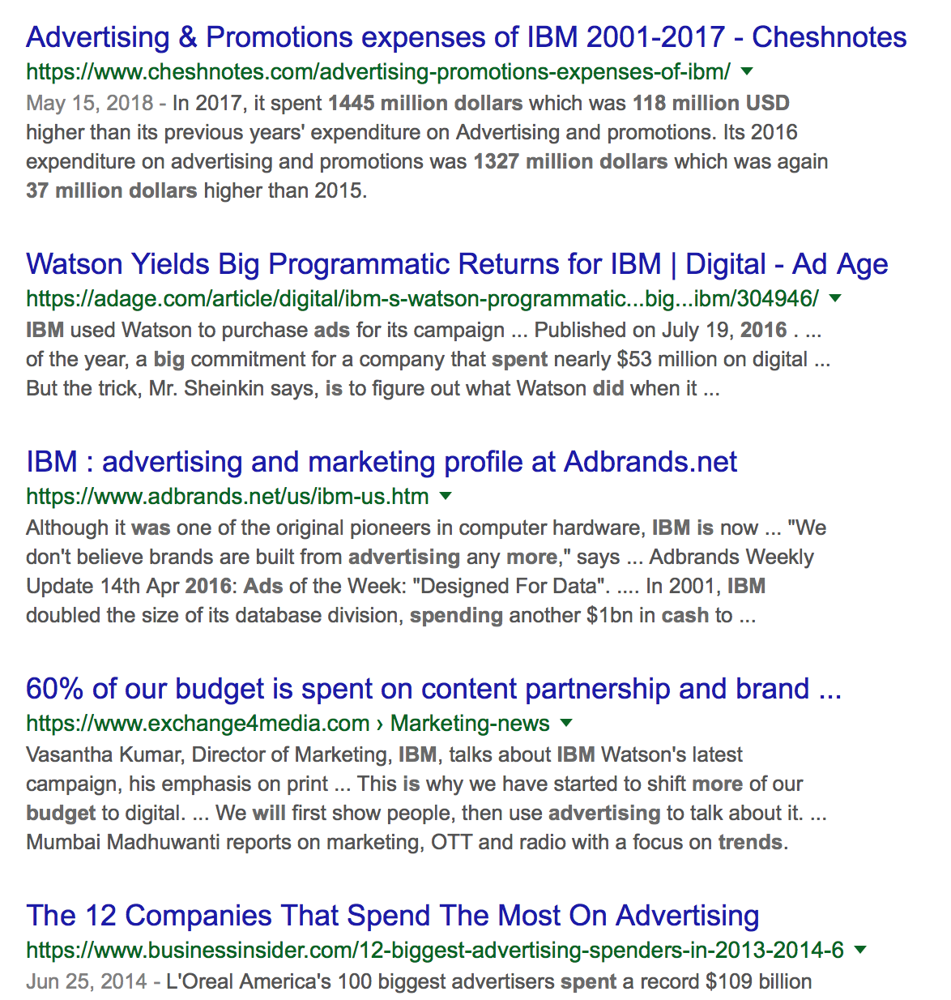 Advertising & Promotions expenses of IBM 2001-2017 - Cheshnotes
https://www.cheshnotes.com/advertising-promotions-expenses-of-ibm/
May 15, 2018 - In 2017, it spent 1445 million dollars which was 118 million USD
higher than its previous years' expenditure on Advertising and promotions. Its 2016
expenditure on advertising and promotions was 1327 million dollars which was again
37 million dollars higher than 2015.
Watson Yields Big Programmatic Returns for IBM | Digital - Ad Age
https://adage.com/article/digital/ibm-s-watson-programmatic...big...ibm/304946/
IBM used Watson to purchase ads for its campaign ... Published on July 19, 2016 . ...
of the year, a big commitment for a company that spent nearly $53 million on digital ...
But the trick, Mr. Sheinkin says, is to figure out what Watson did when it ...
IBM : advertising and marketing profile at Adbrands.net
https://www.adbrands.net/us/ibm-us.htm
Although it was one of the original pioneers in computer hardware, IBM is now ... "We
don't believe brands are built from advertising any more," says ... Adbrands Weekly
Update 14th Apr 2016: Ads of the Week: "Designed For Data". .... In 2001, IBM
doubled the size of its database division, spending another $1bn in cash to ...
60% of our budget is spent on content partnership and brand ...
https://www.exchange4media.com › Marketing-news
Vasantha Kumar, Director of Marketing, IBM, talks about IBM Watson's latest
campaign, his emphasis on print ... This is why we have started to shift more of our
budget to digital. ... We will first show people, then use advertising to talk about it. ...
Mumbai Madhuwanti reports on marketing, OTT and radio with a focus on trends.
The 12 Companies That Spend The Most On Advertising
https://www.businessinsider.com/12-biggest-advertising-spenders-in-2013-2014-6
Jun 25, 2014 - L'Oreal America's 100 biggest advertisers spent a record $109 billion